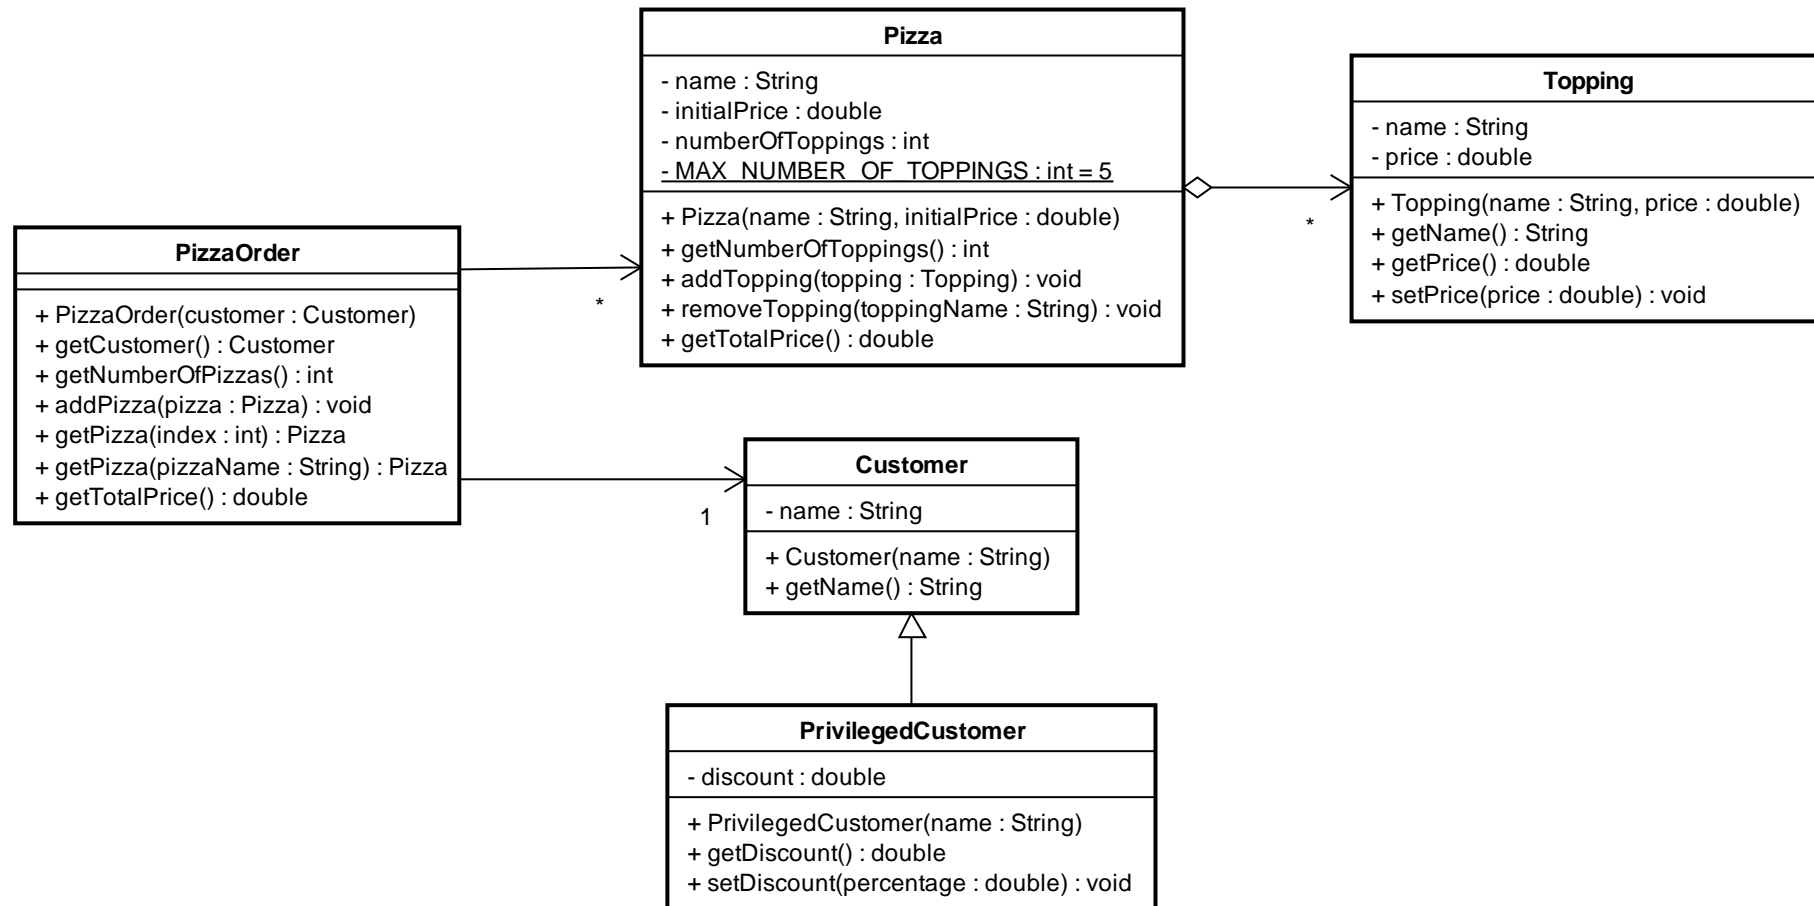 Pizza
- name : String
- initialPrice : double
- numberOfToppings : int
- MAX_NUMBER_OF_TOPPINGS : int = 5
+ Pizza(name : String, initialPrice : double)
+ getNumberOfToppings() : int
+ addTopping(topping : Topping) : void
+ removeTopping(toppingName : String) : void
+ getTotalPrice() : double
*
Topping
- name : String
- price : double
+ Topping(name : String, price : double)
+ getName() : String
+ getPrice() : double
+ setPrice(price : double) : void
PizzaOrder
+ PizzaOrder(customer : Customer)
+ getCustomer() : Customer
+ getNumberOfPizzas() : int
+ addPizza(pizza : Pizza) : void
+ getPizza(index : int) : Pizza
+ getPizza(pizzaName : String) : Pizza
+ getTotalPrice() : double
*
1
Customer
- name : String
+ Customer(name : String)
+ getName() : String
PrivilegedCustomer
- discount : double
+ PrivilegedCustomer(name : String)
+ getDiscount() : double
+ setDiscount(percentage : double) : void